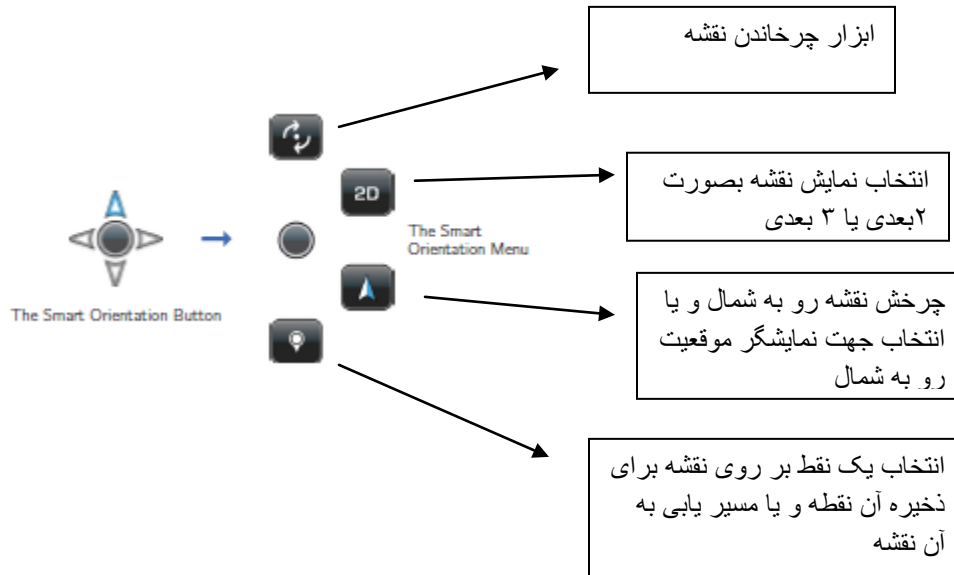 ابزار چرخاندن نقشه
2D
انتخاب نمایش نقشه بصورت
۲بعدی یا ۳ بعدی
The Smart
Orientation Menu
The Smart Orientation Button
چرخش نقشه رو به شمال و یا
انتخاب جهت نمایشگر موقعیت
رو به شمال
انتخاب یک نقط بر روی نقشه برای
ذخیره آن نقطه و یا مسیر یابی به
آن نقشه